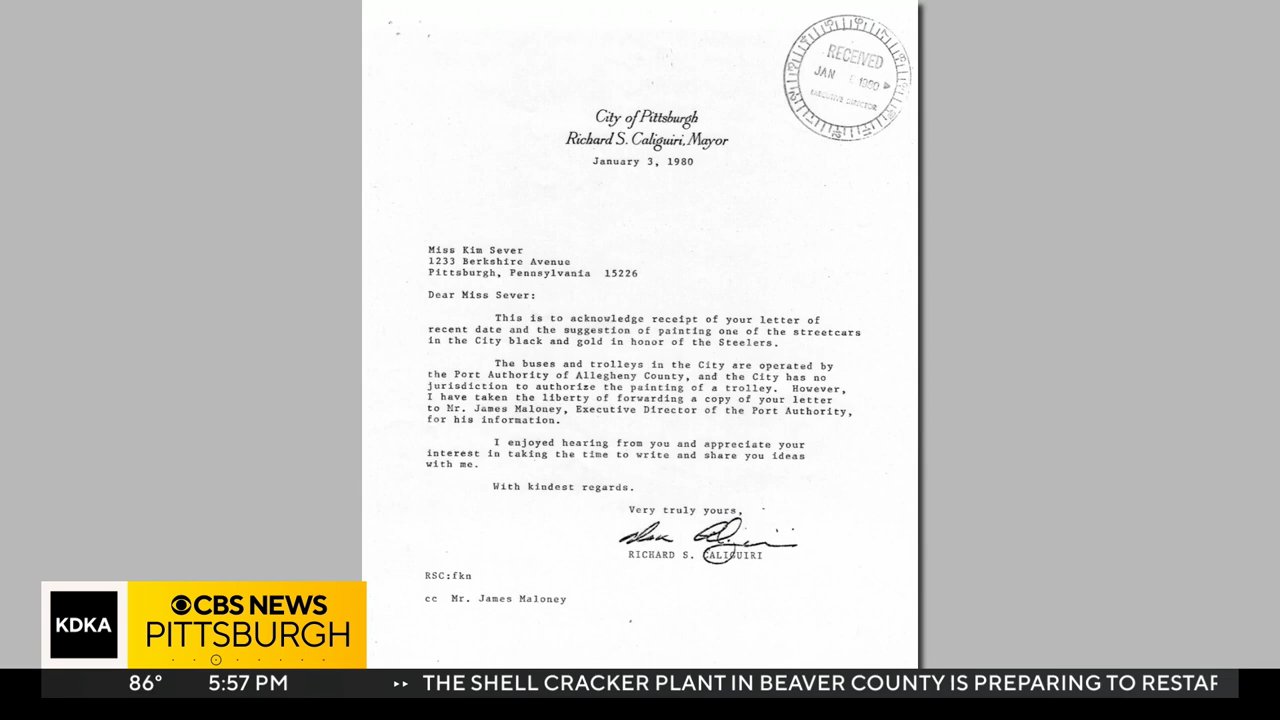 RECEIVED
JAN 1980
EXECUTIVE DIRECTOR
City of Pittsburgh
Richard S. Caliguiri, Mayor
January 3, 1980
Miss Kim Sever
1233 Berkshire Avenue
Pittsburgh, Pennsylvania 15226
Dear Miss Sever:
This is to acknowledge receipt of your letter of
recent date and the suggestion of painting one of the streetcars
in the City black and gold in honor of the Steelers.
The buses and trolleys in the City are operated by
the Port Authority of Allegheny County, and the City has no
jurisdiction to authorize the painting of a trolley. However,
I have taken the liberty of forwarding a copy of your letter
to Mr. James Maloney, Executive Director of the Port Authority,
for his information.
I enjoyed hearing from you and appreciate your
interest in taking the time to write and share you ideas
with me.
With kindest regards.
Very truly yours,
RICHARD S. CALIGUIRI
RSC:fkn
cc Mr. James Maloney
KDKA
CBS NEWS
PITTSBURGH
86° 5:57 PM THE SHELL CRACKER PLANT IN BEAVER COUNTY IS PREPARING TO RESTAR